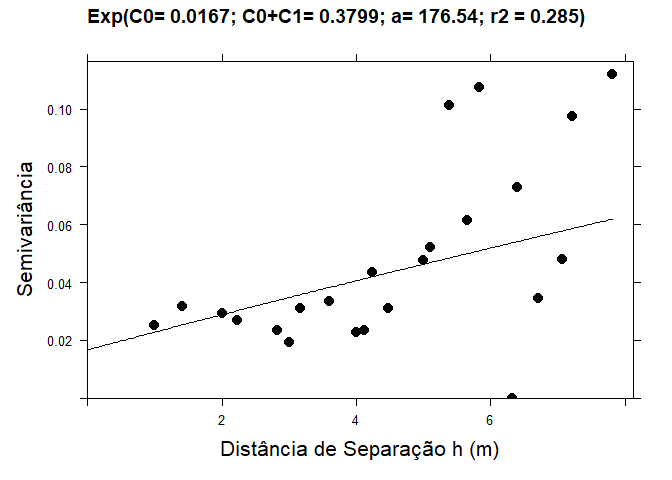 Exp(C0= 0.0167; C0+C1= 0.3799; a= 176.54; r2 = 0.285)
0.10
0.08
0.06
0.04
0.02
Semivariância
2 4 6
Distância de Separação h (m)